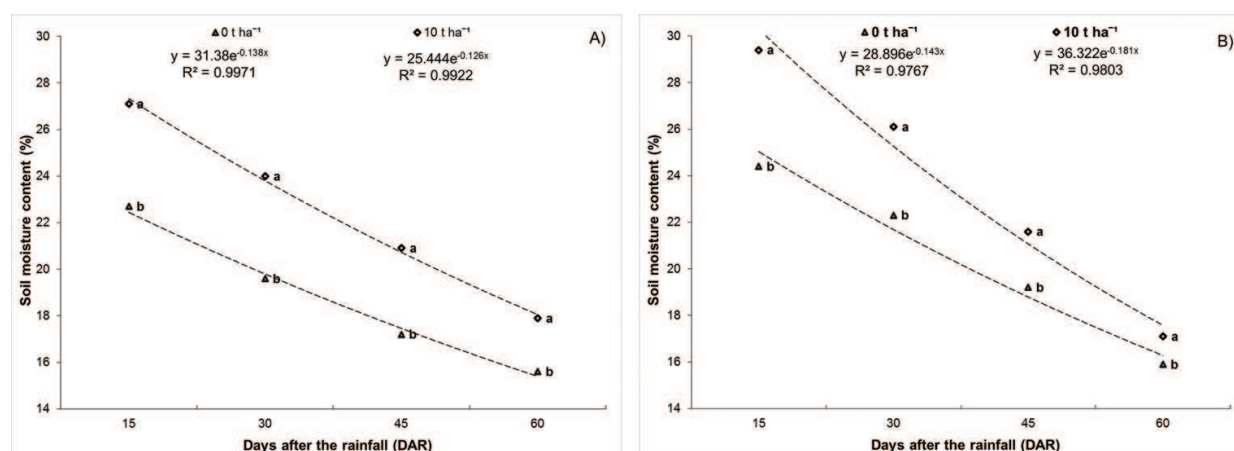 0 t ha⁻¹ 10 t ha⁻¹ A)
y = 31.38e^-0.138x y = 25.444e^-0.126x
R² = 0.9971 R² = 0.9922
30
28
26
24
22
20
18
16
14
a
a
a
a
b
b
b
b
15 30 45 60
Soil moisture content (%)
Days after the rainfall (DAR)
0 t ha⁻¹ 10 t ha⁻¹ B)
y = 28.896e^-0.143x y = 36.322e^-0.181x
R² = 0.9767 R² = 0.9803
30
28
26
24
22
20
18
16
14
a
a
a
a
b
b
b
b
15 30 45 60
Soil moisture content (%)
Days after the rainfall (DAR)